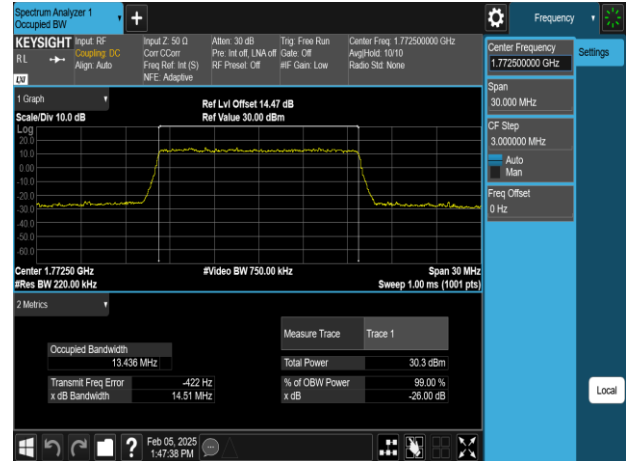 Spectrum Analyzer 1
Occupied BW
Frequency
KEYSIGHT
RL
LXI
Input: RF
Coupling: DC
Align: Auto
Input Z: 50 Ω
Corr CCorr
Freq Ref: Int (S)
NFE: Adaptive
Atten: 30 dB
Pre: Int off, LNA off
RF Preset: Off
Trig: Free Run
Gate: Off
#IF Gain: Low
Center Freq: 1.772500000 GHz
Avg|Hold: 10/10
Radio Std: None
1 Graph
Scale/Div 10.0 dB
Ref Lvl Offset 14.47 dB
Ref Value 30.00 dBm
Log
20.0
10.0
0.00
-10.0
-20.0
-30.0
-40.0
-50.0
-60.0
Center 1.77250 GHz
#Res BW 220.00 kHz
#Video BW 750.00 kHz
Span 30 MHz
Sweep 1.00 ms (1001 pts)
2 Metrics
Measure Trace Trace 1
Occupied Bandwidth
13.436 MHz
Total Power 30.3 dBm
Transmit Freq Error -422 Hz
x dB Bandwidth 14.51 MHz
% of OBW Power 99.00 %
x dB -26.00 dB
Center Frequency
1.772500000 GHz
Settings
Span
30.000 MHz
CF Step
3.000000 MHz
Auto
Man
Freq Offset
0 Hz
Local
?
Feb 05, 2025
1:47:38 PM